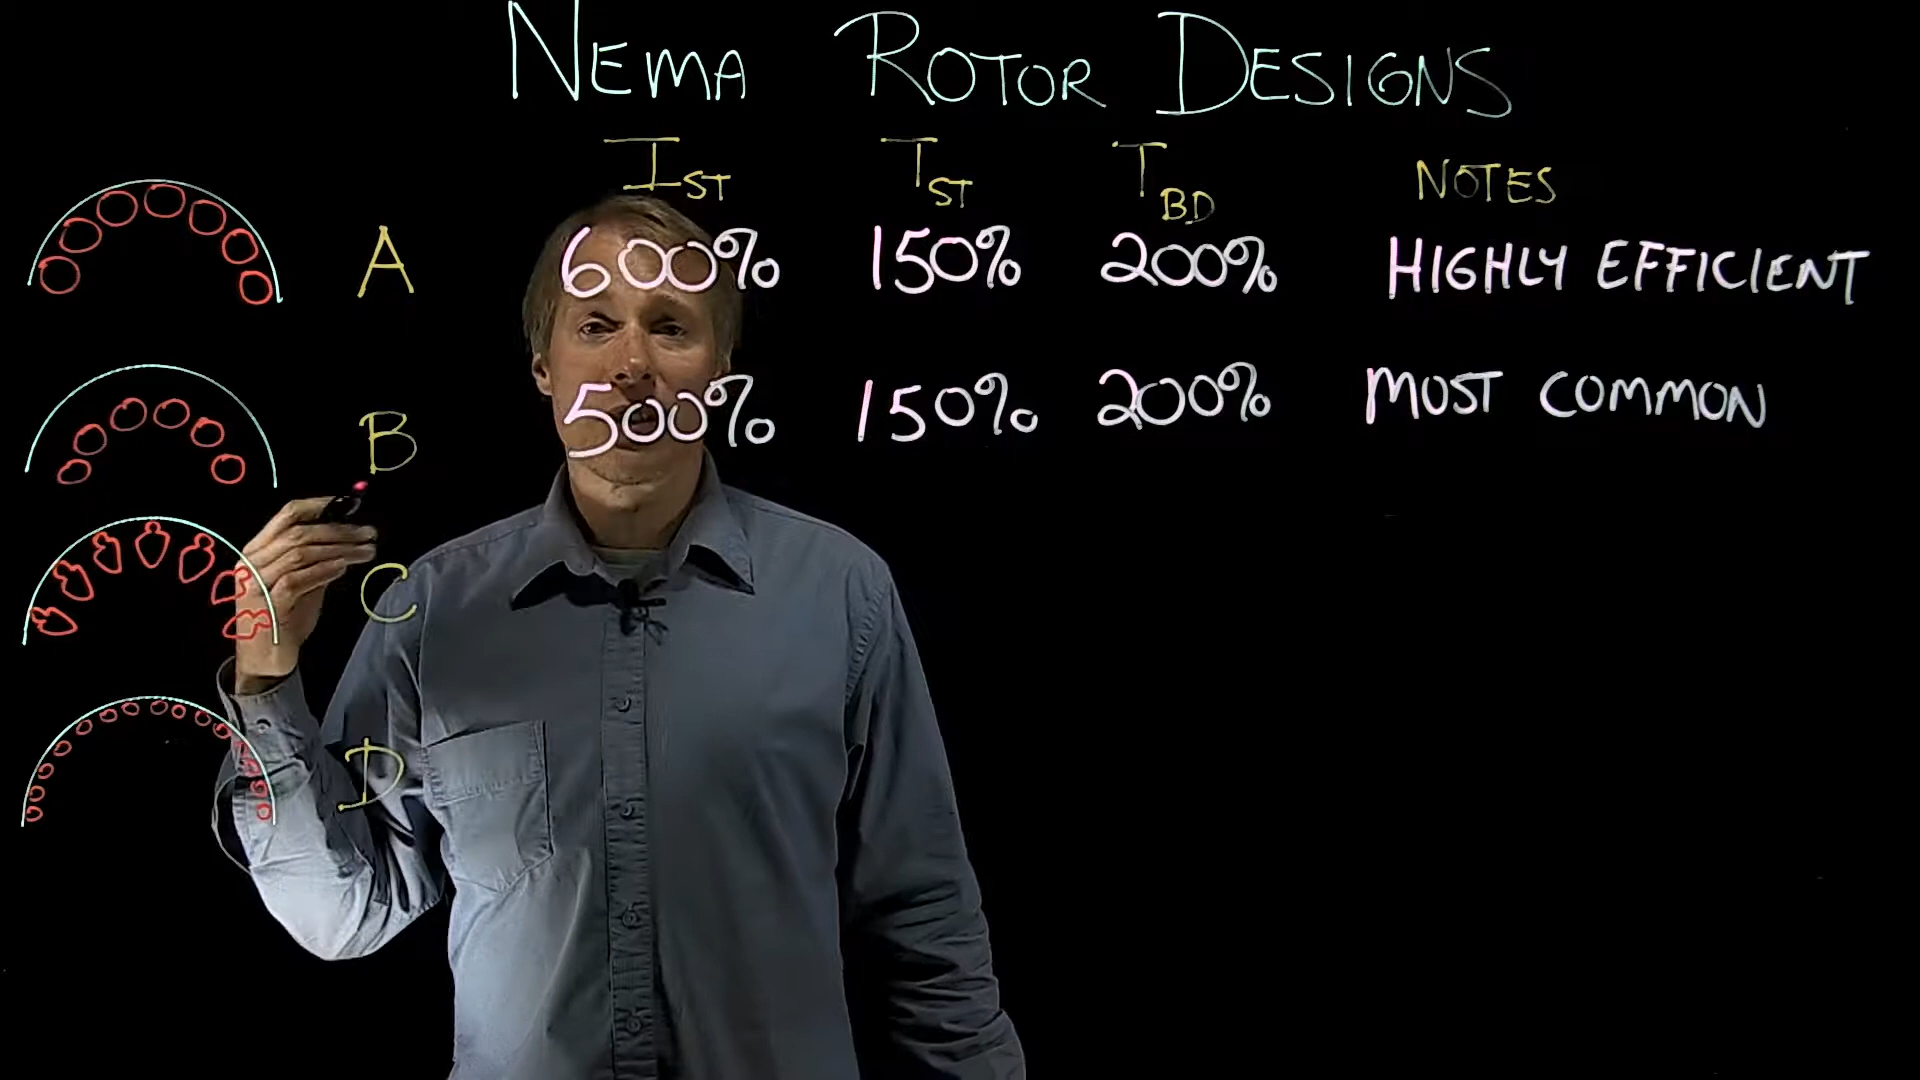 NEMA ROTOR DESIGNS
IST TST TBD NOTES
A 600% 150% 200% HIGHLY EFFICIENT
B 500% 150% 200% MOST COMMON
C
D